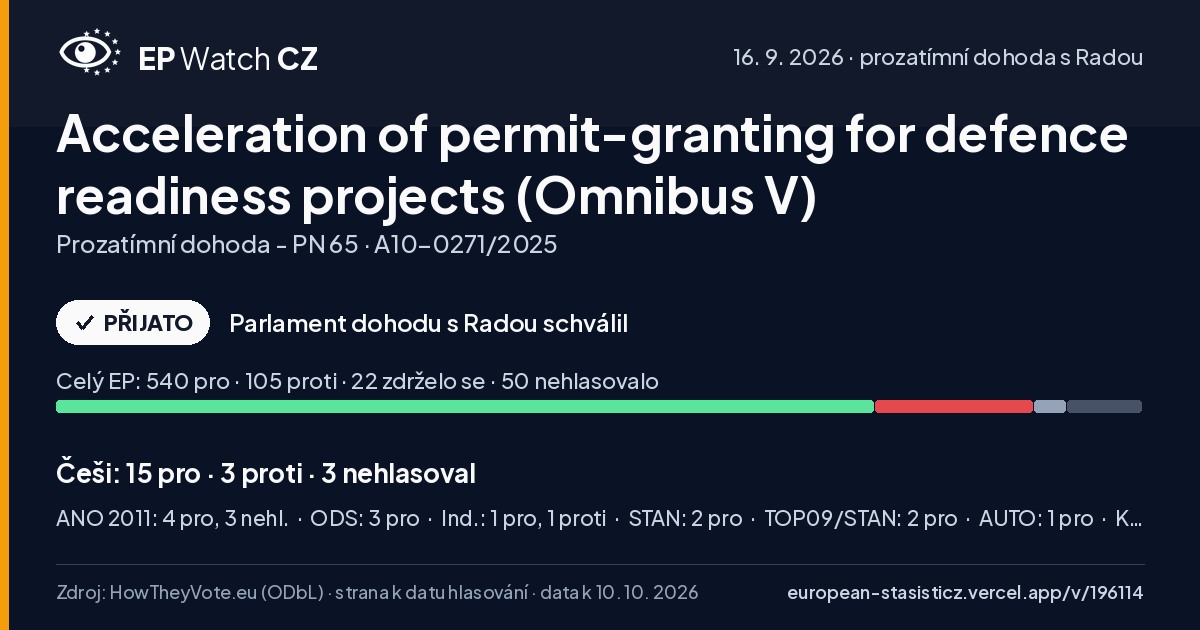 EP Watch CZ
16. 9. 2026 · prozatímní dohoda s Radou
Acceleration of permit-granting for defence
readiness projects (Omnibus V)
Prozatímní dohoda - PN 65 · A10-0271/2025
✓ PŘIJATO
Parlament dohodu s Radou schválil
Celý EP: 540 pro · 105 proti · 22 zdrželo se · 50 nehlasovalo
Češi: 15 pro · 3 proti · 3 nehlasoval
ANO 2011: 4 pro, 3 nehl. · ODS: 3 pro · Ind.: 1 pro, 1 proti · STAN: 2 pro · TOP09/STAN: 2 pro · AUTO: 1 pro · K…
Zdroj: HowTheyVote.eu (ODbL) · strana k datu hlasování · data k 10. 10. 2026
european-stasisticz.vercel.app/v/196114